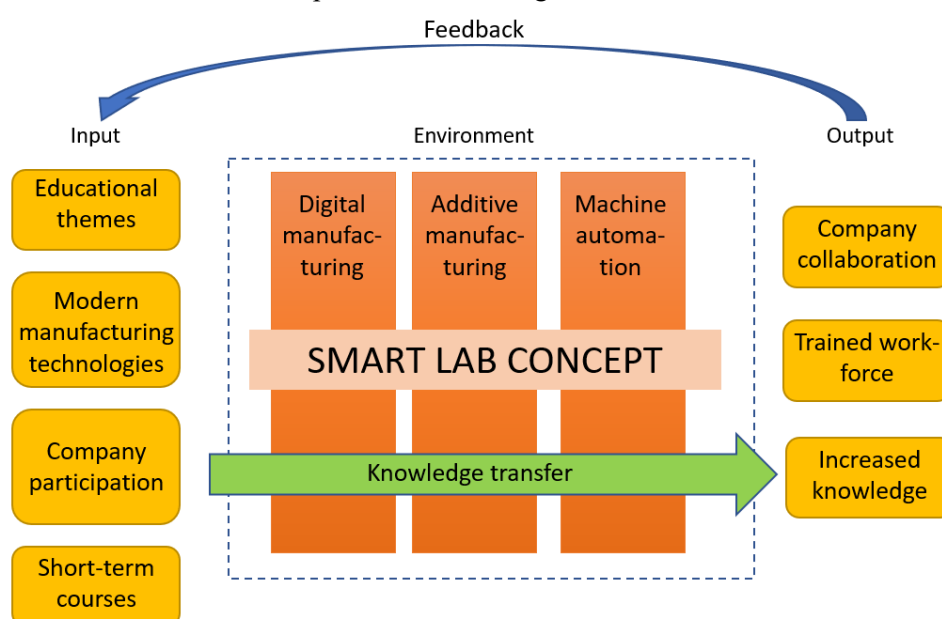 Feedback
Input
Environment
Output
Educational
themes
Modern
manufacturing
technologies
Company
participation
Short-term
courses
Digital
manufac-
turing
Additive
manufac-
turing
Machine
automa-
tion
SMART LAB CONCEPT
Knowledge transfer
Company
collaboration
Trained work-
force
Increased
knowledge